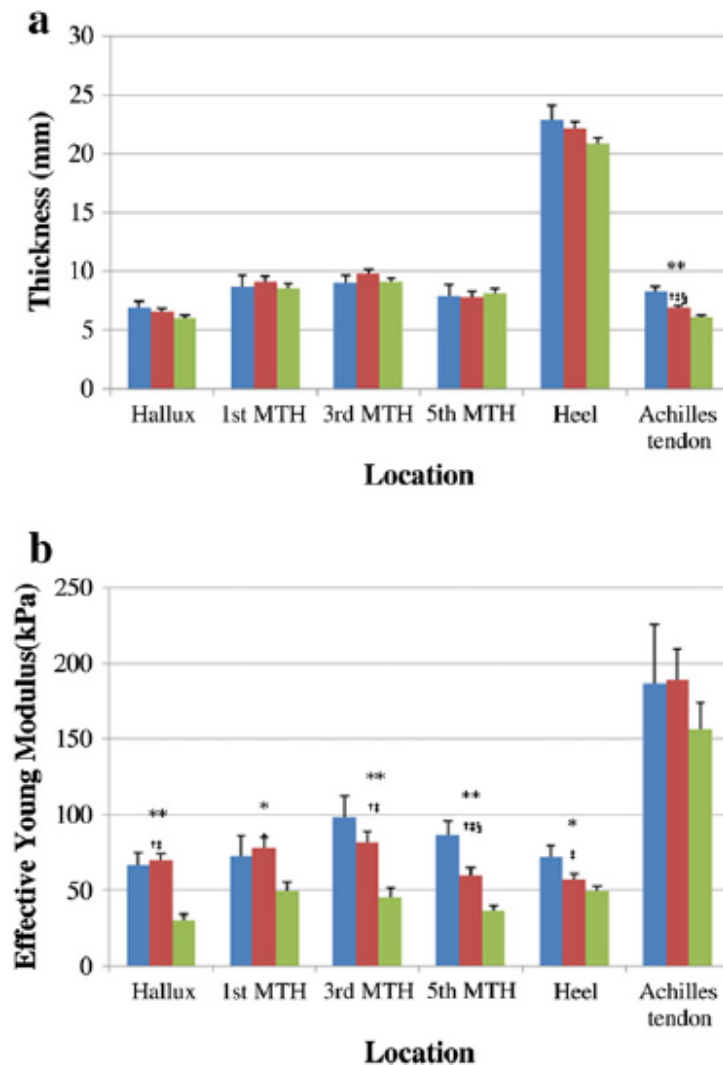 a
Thickness (mm)
30
25
20
15
10
5
0
**
†‡§
Hallux
1st MTH
3rd MTH
5th MTH
Heel
Achilles
tendon
Location
b
Effective Young Modulus(kPa)
250
200
150
100
50
0
**
†‡
*
**
†‡
**
†‡§
*
‡
Hallux
1st MTH
3rd MTH
5th MTH
Heel
Achilles
tendon
Location